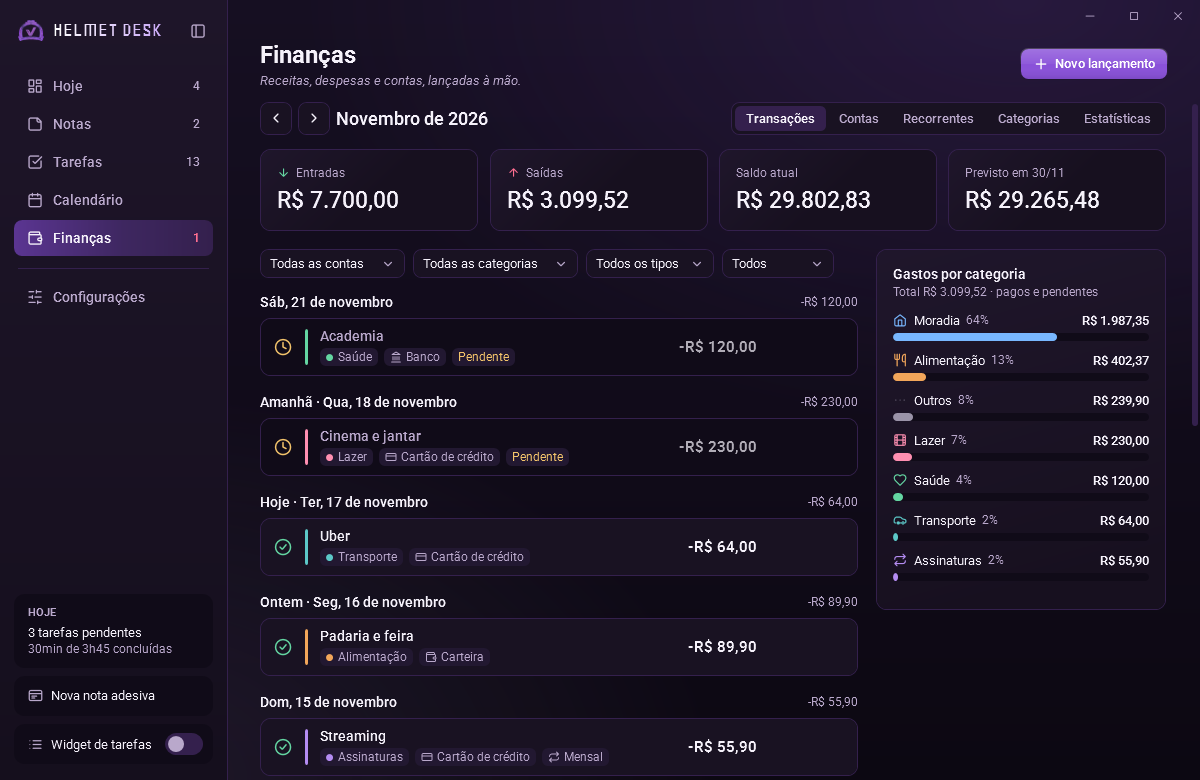 HELMET DESK
Hoje 4
Notas 2
Tarefas 13
Calendário
Finanças 1
Configurações
HOJE
3 tarefas pendentes
30min de 3h45 concluídas
Nova nota adesiva
Widget de tarefas
Finanças
Receitas, despesas e contas, lançadas à mão.
Novo lançamento
Novembro de 2026
Transações Contas Recorrentes Categorias Estatísticas
Entradas
R$ 7.700,00
Saídas
R$ 3.099,52
Saldo atual
R$ 29.802,83
Previsto em 30/11
R$ 29.265,48
Todas as contas Todas as categorias Todos os tipos Todos
Sáb, 21 de novembro -R$ 120,00
Academia
Saúde Banco Pendente
-R$ 120,00
Amanhã · Qua, 18 de novembro -R$ 230,00
Cinema e jantar
Lazer Cartão de crédito Pendente
-R$ 230,00
Hoje · Ter, 17 de novembro -R$ 64,00
Uber
Transporte Cartão de crédito
-R$ 64,00
Ontem · Seg, 16 de novembro -R$ 89,90
Padaria e feira
Alimentação Carteira
-R$ 89,90
Dom, 15 de novembro -R$ 55,90
Streaming
Assinaturas Cartão de crédito Mensal
-R$ 55,90
Gastos por categoria
Total R$ 3.099,52 · pagos e pendentes
Moradia 64% R$ 1.987,35
Alimentação 13% R$ 402,37
Outros 8% R$ 239,90
Lazer 7% R$ 230,00
Saúde 4% R$ 120,00
Transporte 2% R$ 64,00
Assinaturas 2% R$ 55,90